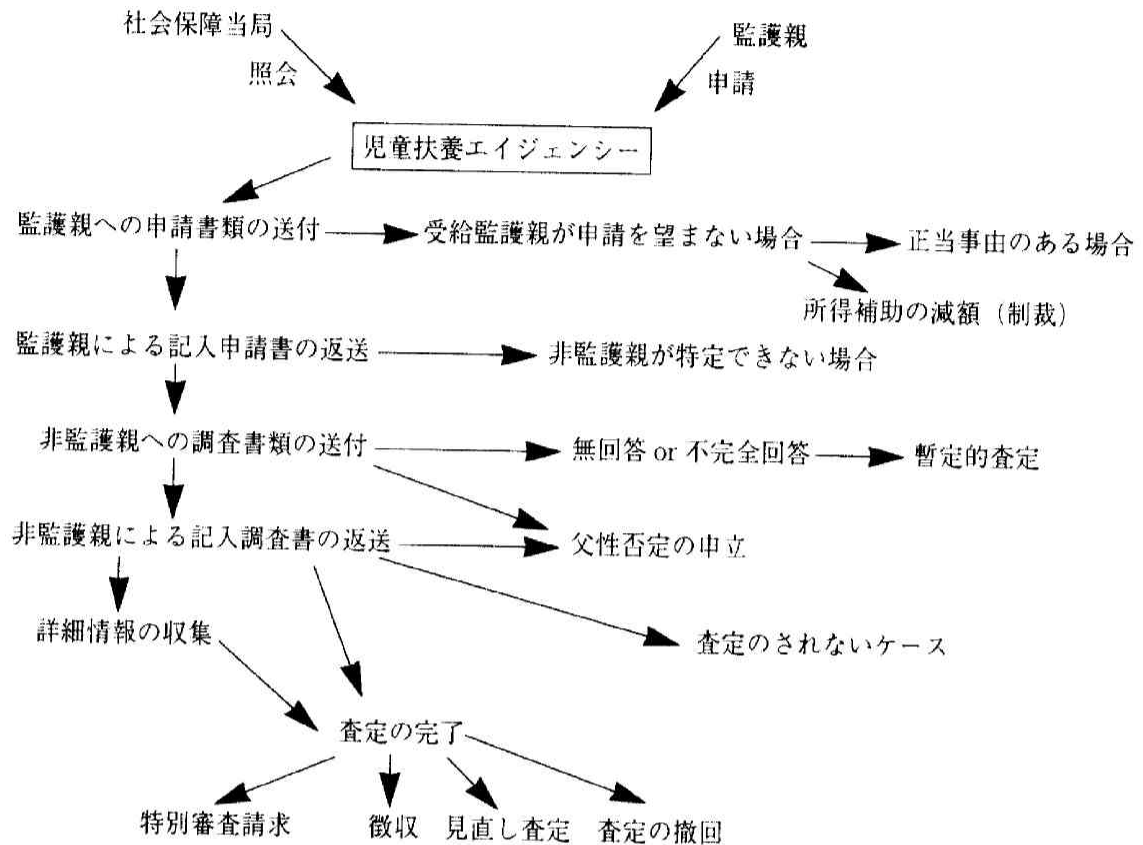 社会保障当局
監護親
照会
申請
児童扶養エイジェンシー
監護親への申請書類の送付
受給監護親が申請を望まない場合
正当事由のある場合
所得補助の減額（制裁）
監護親による記入申請書の返送
非監護親が特定できない場合
非監護親への調査書類の送付
無回答 or 不完全回答
暫定的査定
非監護親による記入調査書の返送
父性否定の申立
詳細情報の収集
査定のされないケース
査定の完了
特別審査請求
徴収
見直し査定
査定の撤回